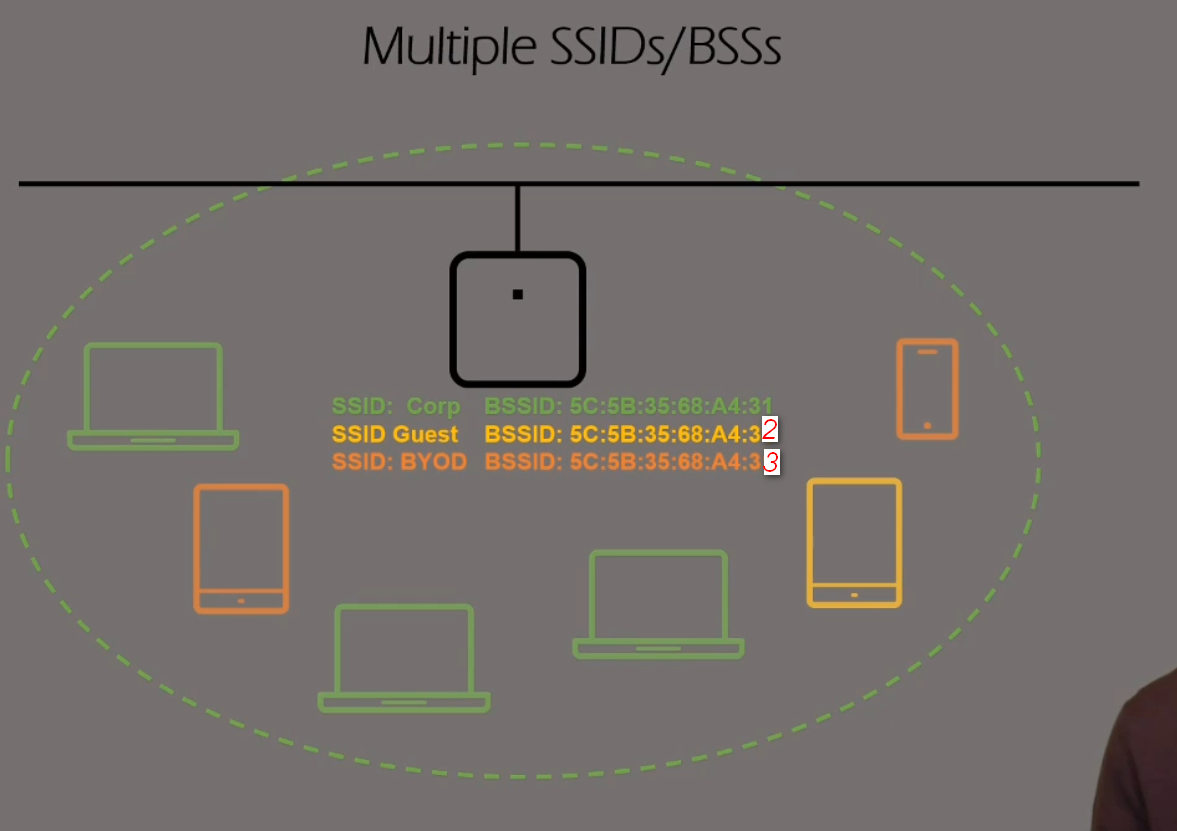 Multiple SSIDs/BSSs
SSID:  Corp   BSSID: 5C:5B:35:68:A4:31
SSID Guest   BSSID: 5C:5B:35:68:A4:32
SSID: BYOD   BSSID: 5C:5B:35:68:A4:33